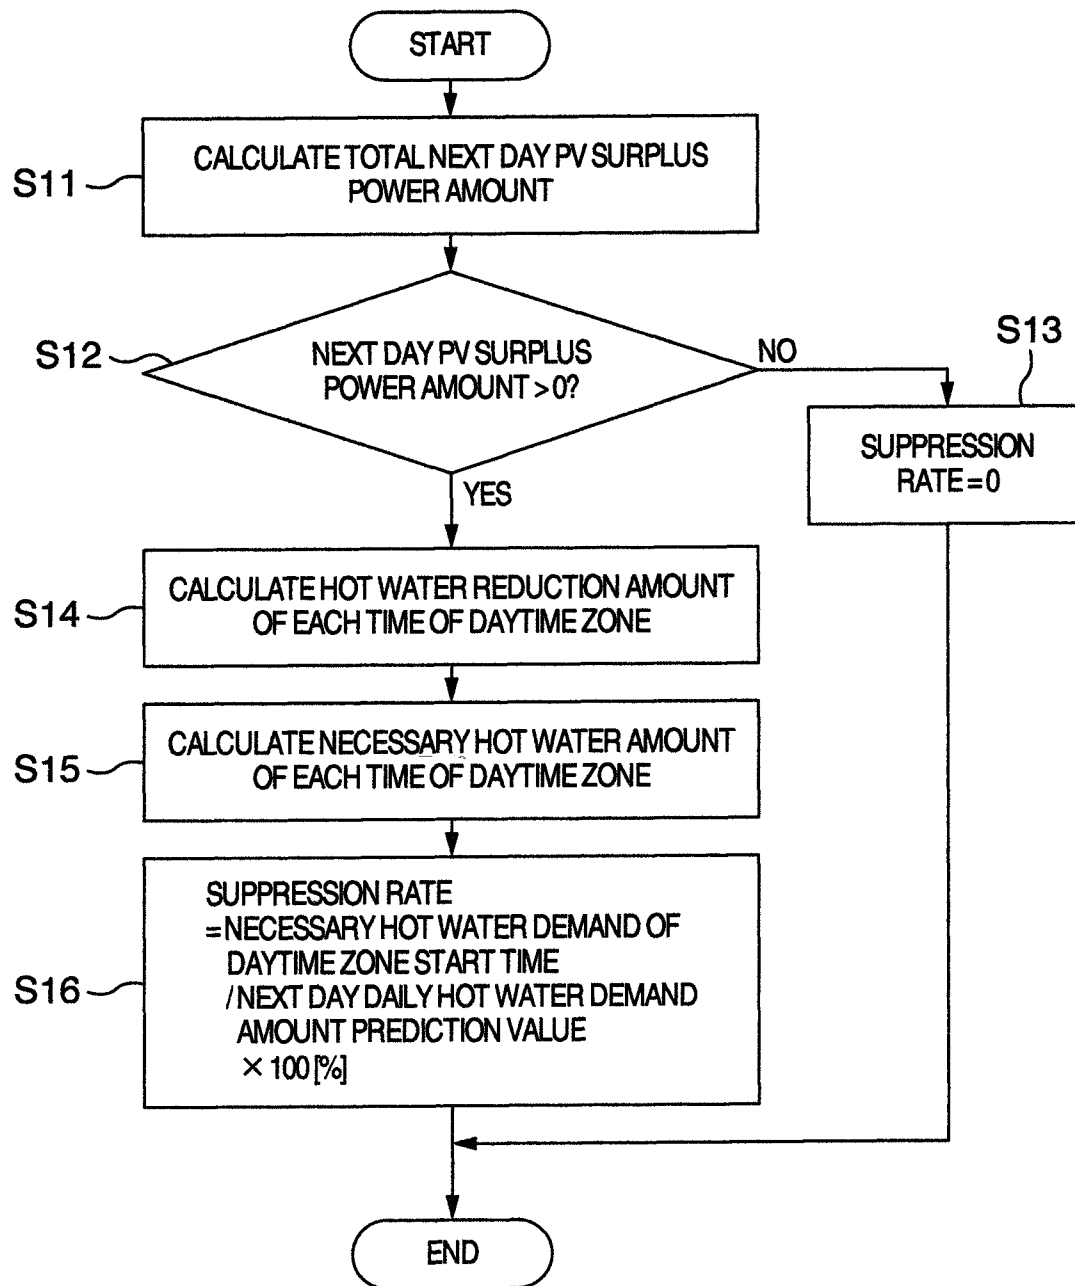 START
S11
CALCULATE TOTAL NEXT DAY PV SURPLUS
POWER AMOUNT
S12
NEXT DAY PV SURPLUS
POWER AMOUNT > 0?
NO
S13
SUPPRESSION
RATE = 0
YES
S14
CALCULATE HOT WATER REDUCTION AMOUNT
OF EACH TIME OF DAYTIME ZONE
S15
CALCULATE NECESSARY HOT WATER AMOUNT
OF EACH TIME OF DAYTIME ZONE
S16
SUPPRESSION RATE
= NECESSARY HOT WATER DEMAND OF
DAYTIME ZONE START TIME
/ NEXT DAY DAILY HOT WATER DEMAND
AMOUNT PREDICTION VALUE
× 100 [%]
END